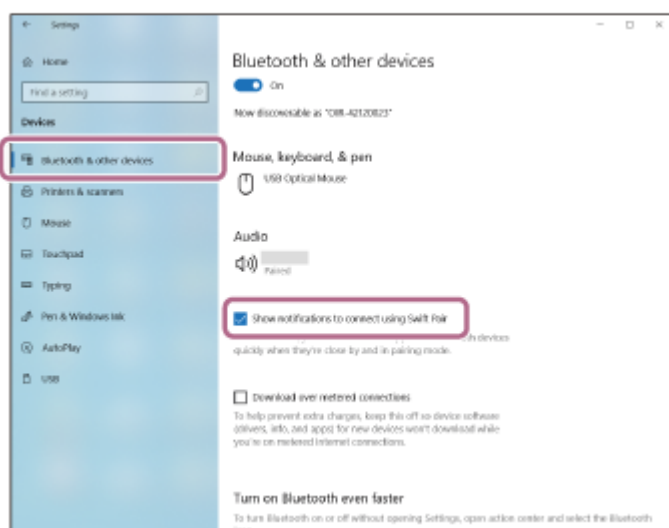 Settings
Home
Find a setting
Devices
Bluetooth & other devices
Printers & scanners
Mouse
Touchpad
Typing
Pen & Windows Ink
AutoPlay
USB
Bluetooth & other devices
On
Now discoverable as
Mouse, keyboard, & pen
USB Optical Mouse
Audio
Paired
Show notifications to connect using Swift Pair
devices
quickly when they're close by and in pairing mode.
Download over metered connections
To help prevent extra charges, keep this off so device software
(drivers, info, and apps) for new devices won't download while
you're on metered Internet connections.
Turn on Bluetooth even faster
To turn Bluetooth on or off without opening Settings, open action center and select the Bluetooth